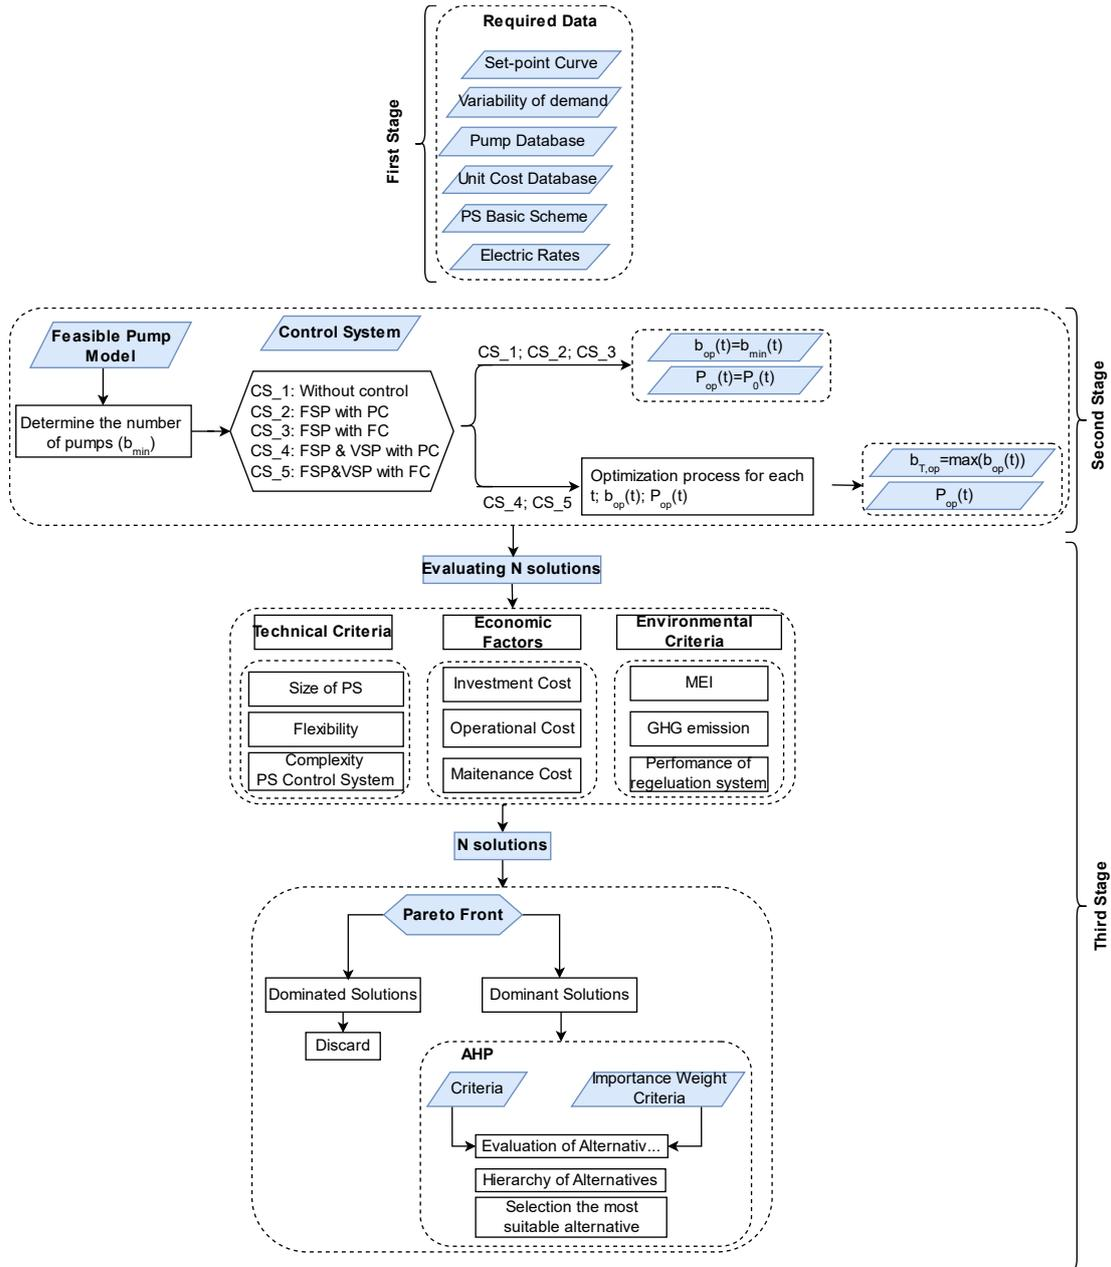 Required Data
Set-point Curve
Variability of demand
Pump Database
Unit Cost Database
PS Basic Scheme
Electric Rates
First Stage
Feasible Pump
Model
Determine the number
of pumps (b_min)
Control System
CS_1: Without control
CS_2: FSP with PC
CS_3: FSP with FC
CS_4: FSP & VSP with PC
CS_5: FSP&VSP with FC
CS_1; CS_2; CS_3
b_op(t)=b_min(t)
P_op(t)=P_0(t)
CS_4; CS_5
Optimization process for each
t; b_op(t); P_op(t)
b_T,op=max(b_op(t))
P_op(t)
Second Stage
Evaluating N solutions
Technical Criteria
Size of PS
Flexibility
Complexity
PS Control System
Economic
Factors
Investment Cost
Operational Cost
Maitenance Cost
Environmental
Criteria
MEI
GHG emission
Perfomance of
regeluation system
N solutions
Pareto Front
Dominated Solutions
Discard
Dominant Solutions
AHP
Criteria
Importance Weight
Criteria
Evaluation of Alternativ...
Hierarchy of Alternatives
Selection the most
suitable alternative
Third Stage